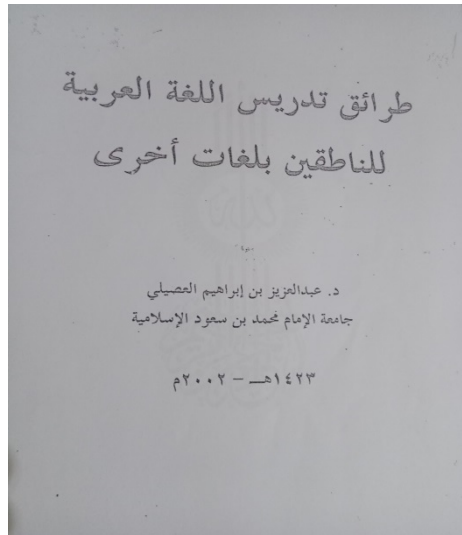 طرائق تدريس اللغة العربية
للناطقين بلغات أخرى
د. عبدالعزيز بن إبراهيم العصيلي
جامعة الإمام محمد بن سعود الإسلامية
١٤٢٣هـ - ٢٠٠٢م